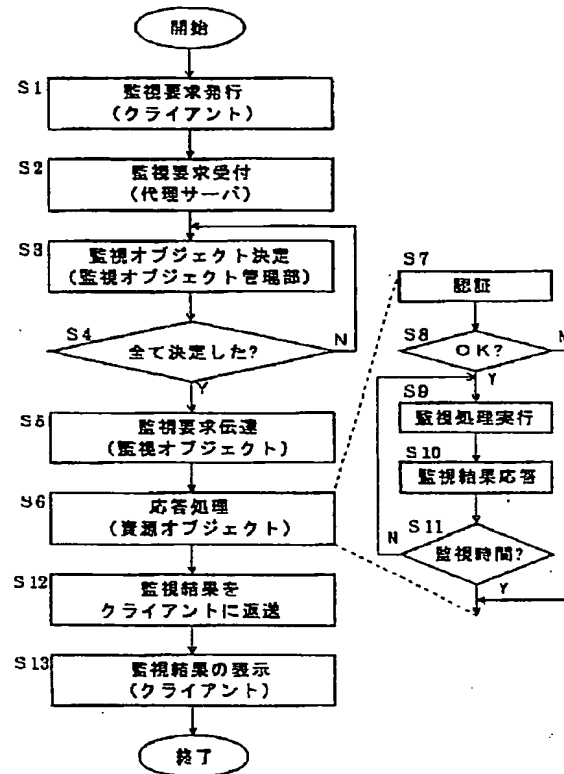 開始
S1
監視要求発行
(クライアント)
S2
監視要求受付
(代理サーバ)
S3
監視オブジェクト決定
(監視オブジェクト管理部)
S4
全て決定した?
N
Y
S5
監視要求伝達
(監視オブジェクト)
S6
応答処理
(資源オブジェクト)
S12
監視結果を
クライアントに返送
S13
監視結果の表示
(クライアント)
終了
S7
認証
S8
OK?
N
Y
S9
監視処理実行
S10
監視結果応答
S11
監視時間?
N
Y